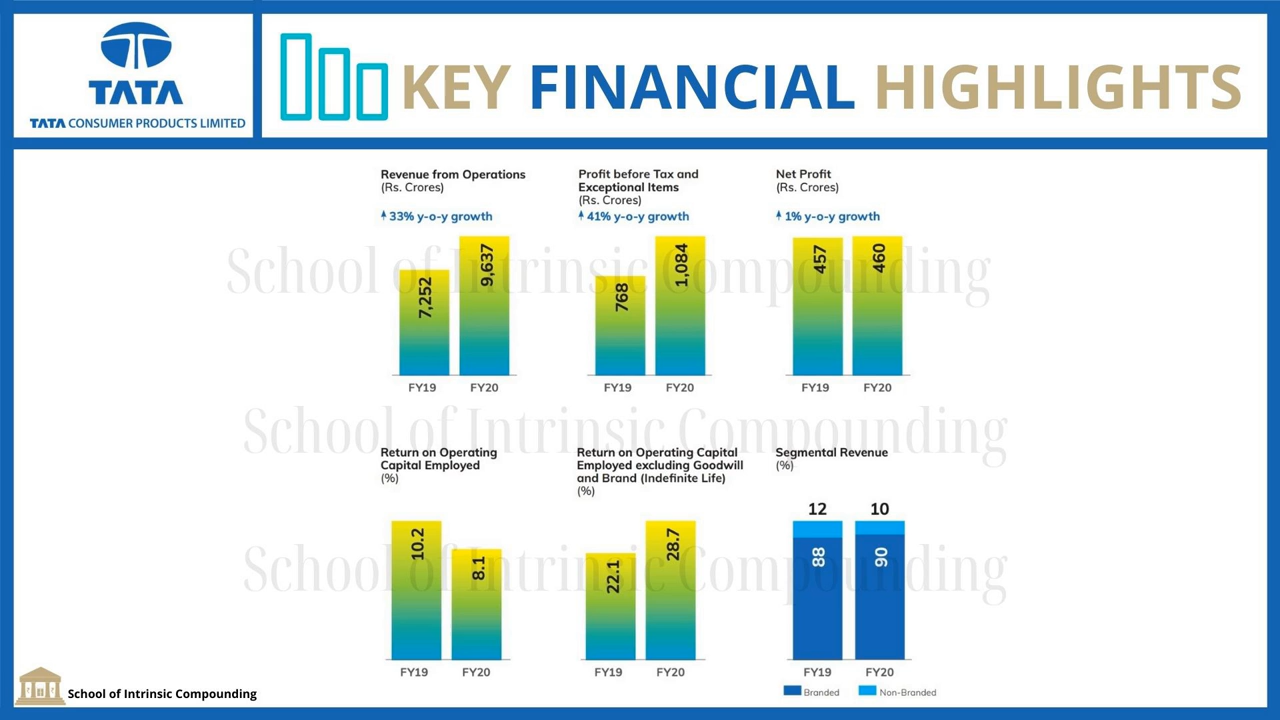 TATA
TATA CONSUMER PRODUCTS LIMITED
KEY FINANCIAL HIGHLIGHTS
Revenue from Operations
(Rs. Crores)
33% y-o-y growth
7,252
9,637
FY19
FY20
Profit before Tax and
Exceptional Items
(Rs. Crores)
41% y-o-y growth
768
1,084
FY19
FY20
Net Profit
(Rs. Crores)
1% y-o-y growth
457
460
FY19
FY20
School of Intrinsic Compounding
School of Intrinsic Compounding
Return on Operating
Capital Employed
(%)
10.2
8.1
FY19
FY20
Return on Operating Capital
Employed excluding Goodwill
and Brand (Indefinite Life)
(%)
22.1
28.7
FY19
FY20
Segmental Revenue
(%)
12
10
88
90
FY19
FY20
Branded
Non-Branded
School of Intrinsic Compounding
School of Intrinsic Compounding